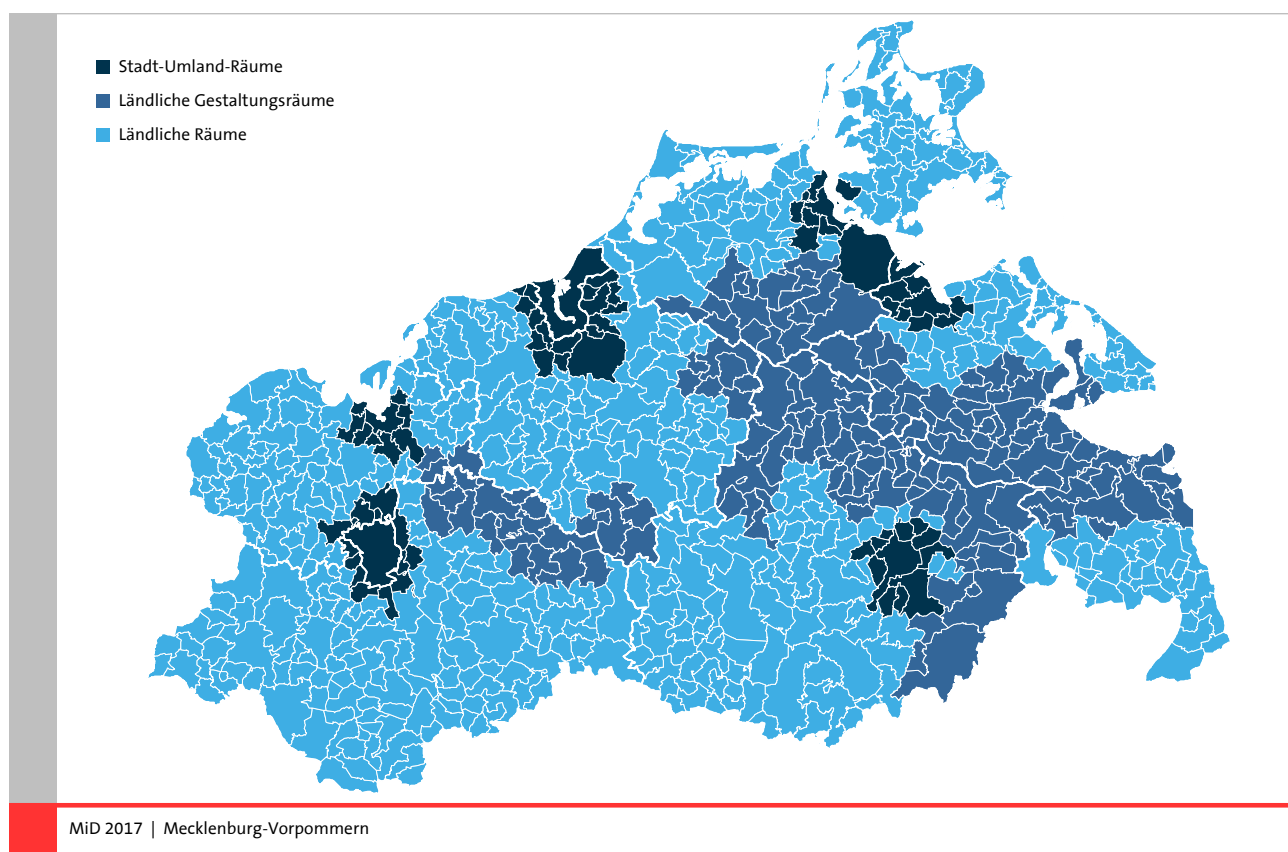 Stadt-Umland-Räume
Ländliche Gestaltungsräume
Ländliche Räume
MiD 2017 | Mecklenburg-Vorpommern